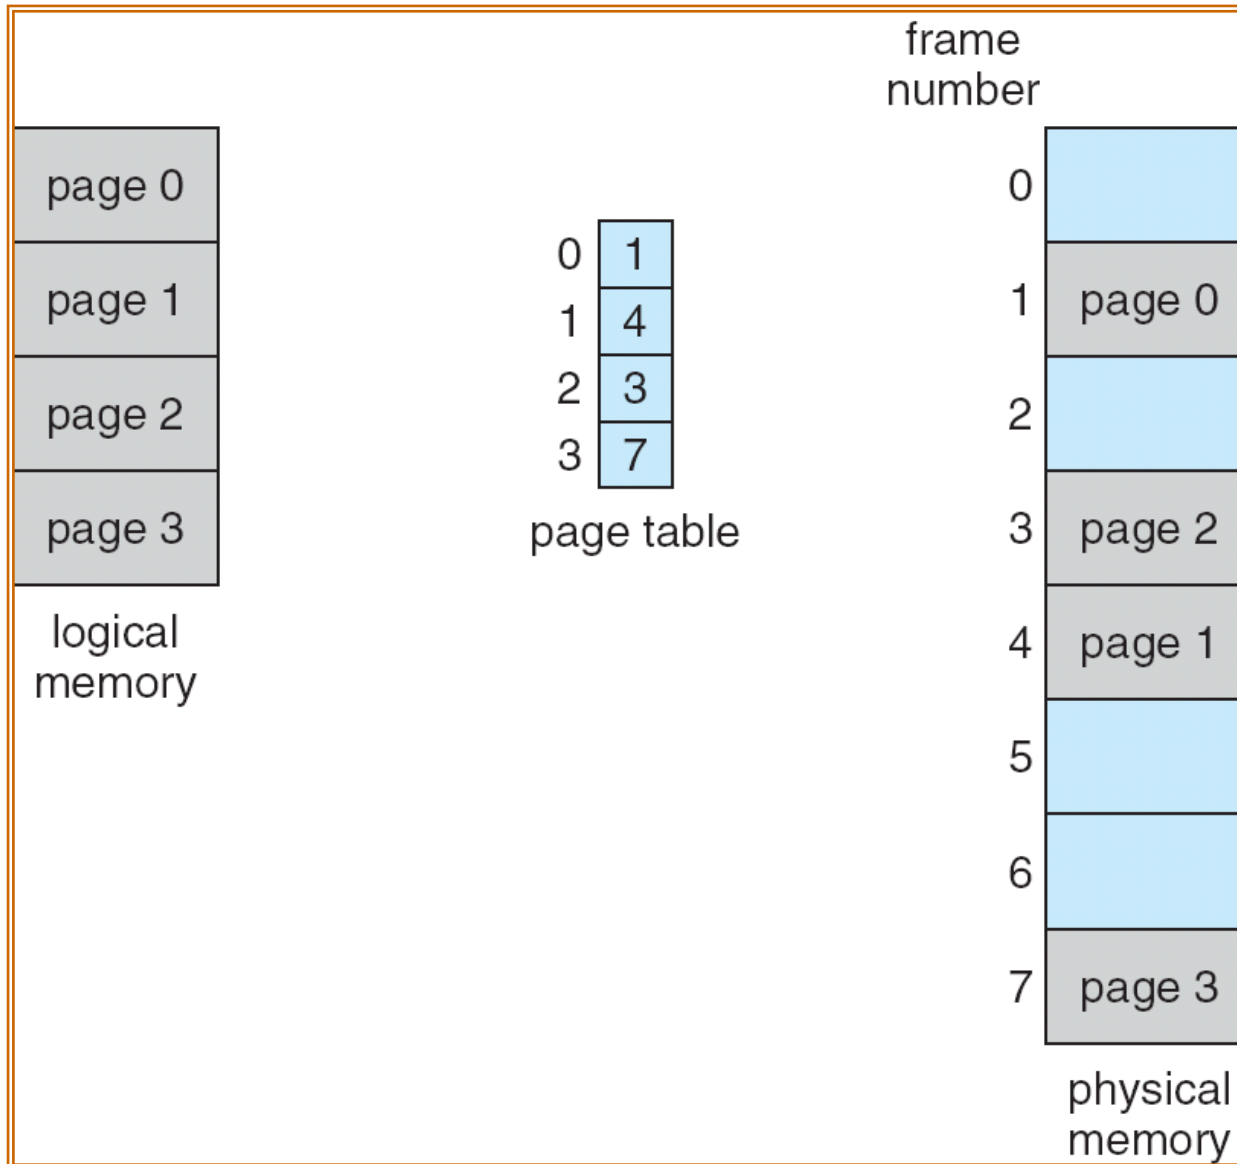 page 0
page 1
page 2
page 3
logical
memory
0 1
1 4
2 3
3 7
page table
frame
number
0
1 page 0
2
3 page 2
4 page 1
5
6
7 page 3
physical
memory